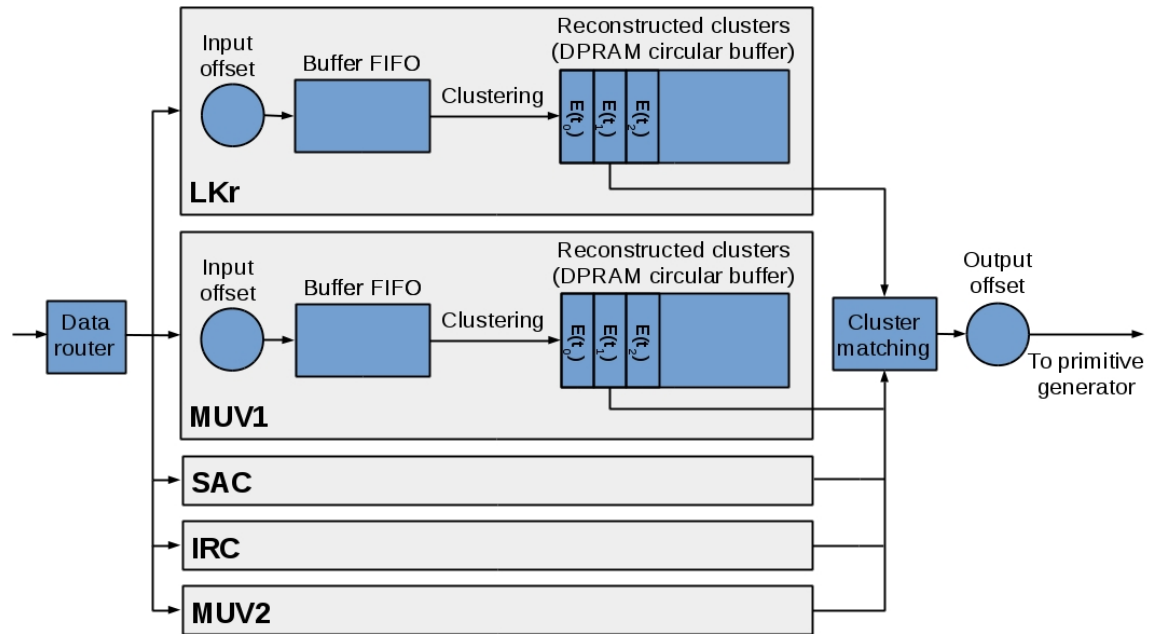 Input
offset
Buffer FIFO
Clustering
Reconstructed clusters
(DPRAM circular buffer)
E(t₀)
E(t₁)
E(t₂)
LKr
Input
offset
Buffer FIFO
Clustering
Reconstructed clusters
(DPRAM circular buffer)
E(t₀)
E(t₁)
E(t₂)
MUV1
Data
router
Cluster
matching
Output
offset
To primitive
generator
SAC
IRC
MUV2